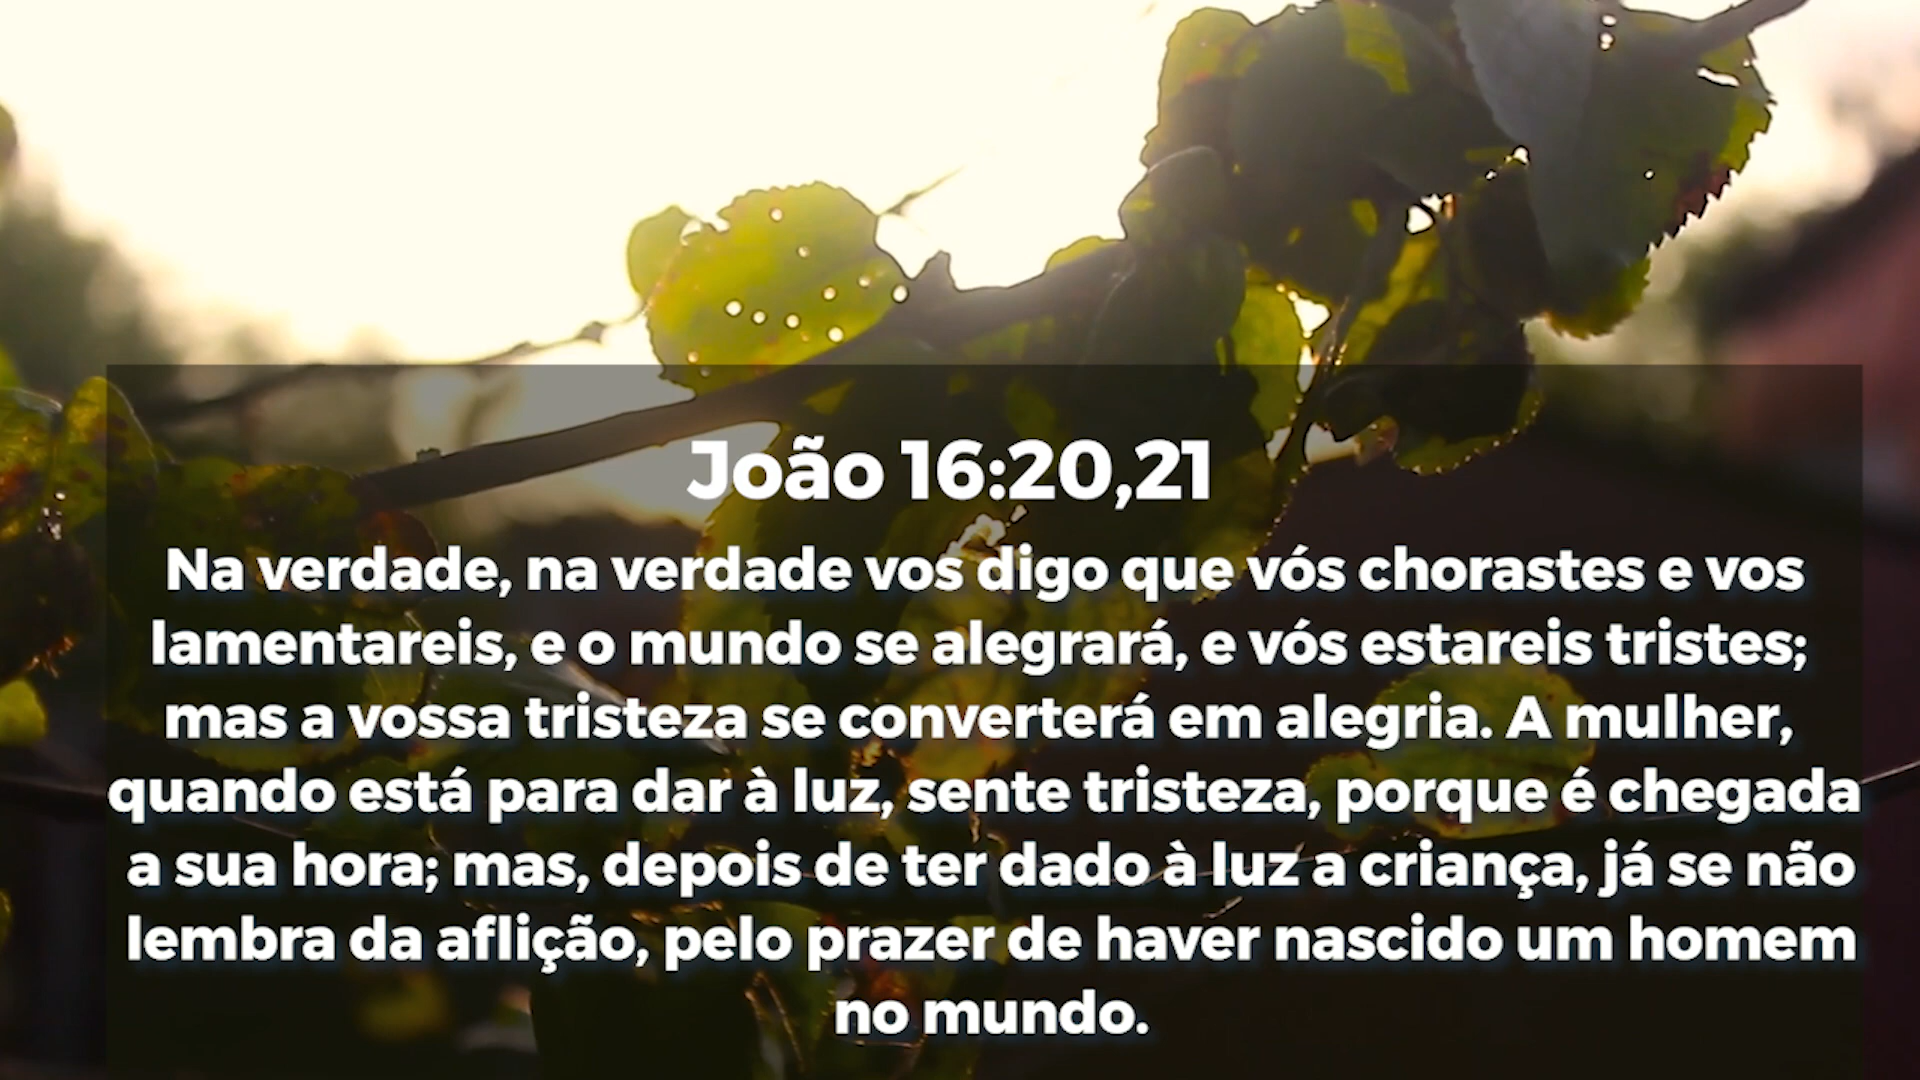 João 16:20,21
Na verdade, na verdade vos digo que vós chorastes e vos
lamentareis, e o mundo se alegrará, e vós estareis tristes;
mas a vossa tristeza se converterá em alegria. A mulher,
quando está para dar à luz, sente tristeza, porque é chegada
a sua hora; mas, depois de ter dado à luz a criança, já se não
lembra da aflição, pelo prazer de haver nascido um homem
no mundo.